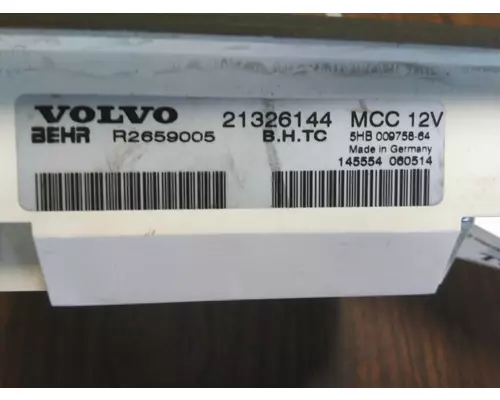 VOLVO 21326144 MCC 12V
BEHR R2659005 B.H.TC 5HB 009758-64
Made in Germany
145554 060514